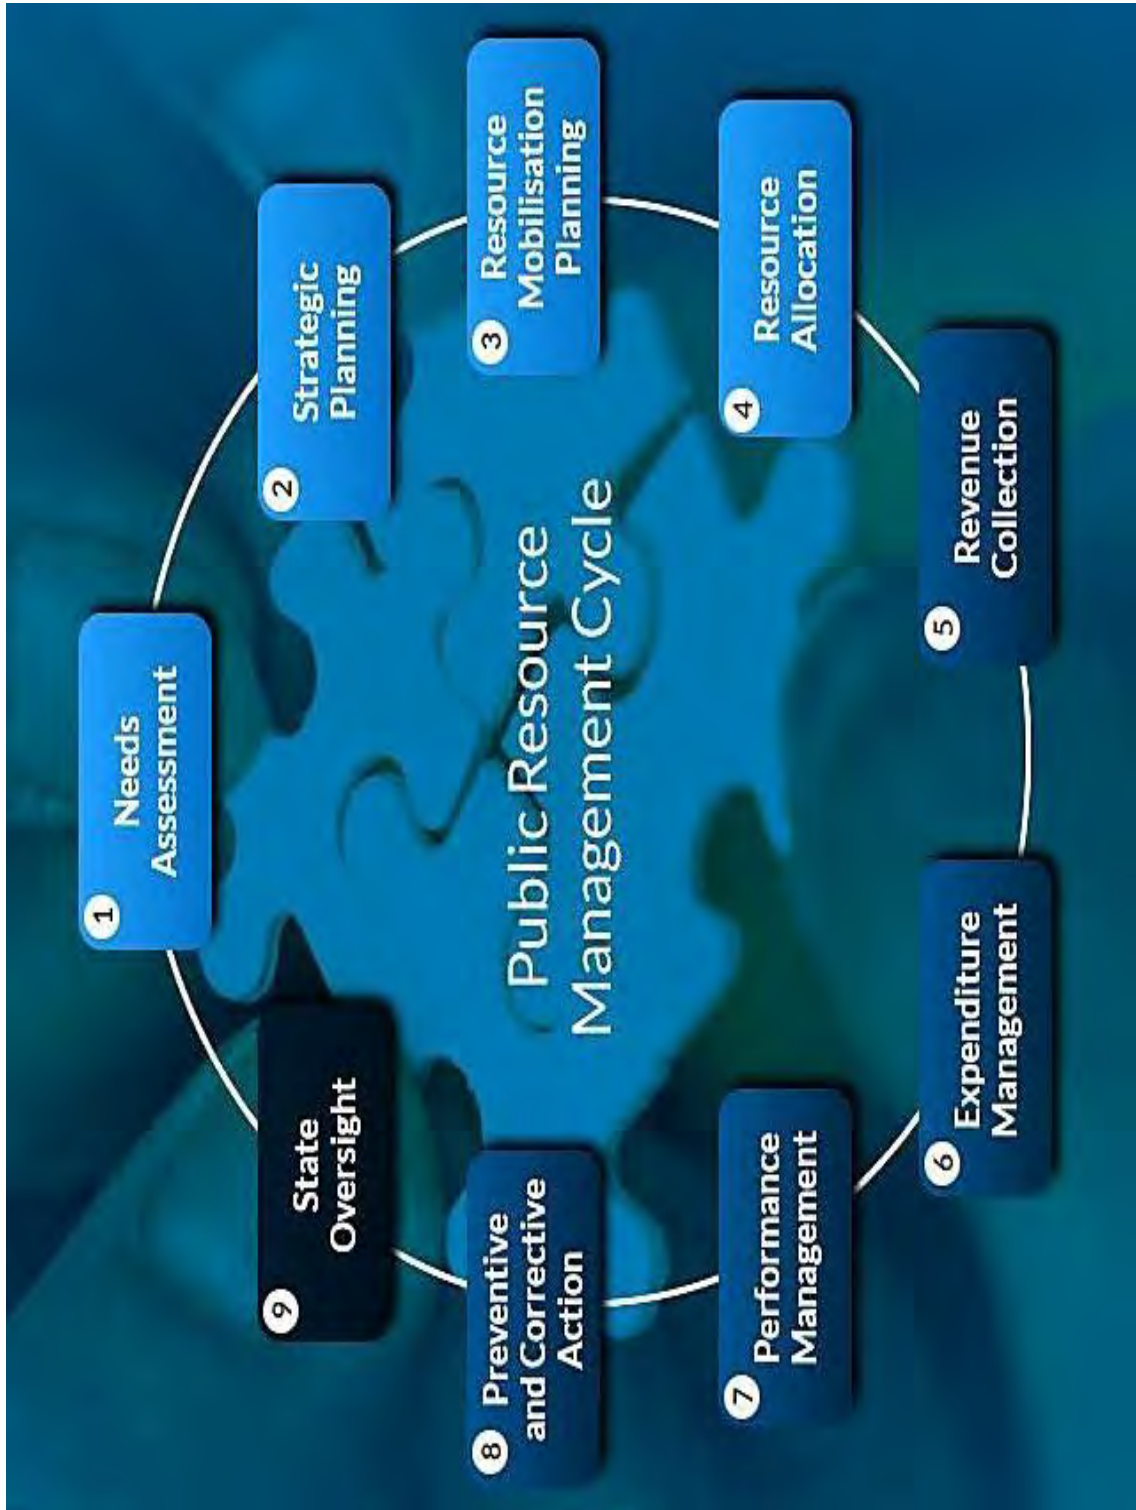 1
Needs
Assessment
2
Strategic
Planning
3
Resource
Mobilisation
Planning
4
Resource
Allocation
5
Revenue
Collection
6
Expenditure
Management
7
Performance
Management
8
Preventive
and Corrective
Action
9
State
Oversight
Public Resource
Management Cycle